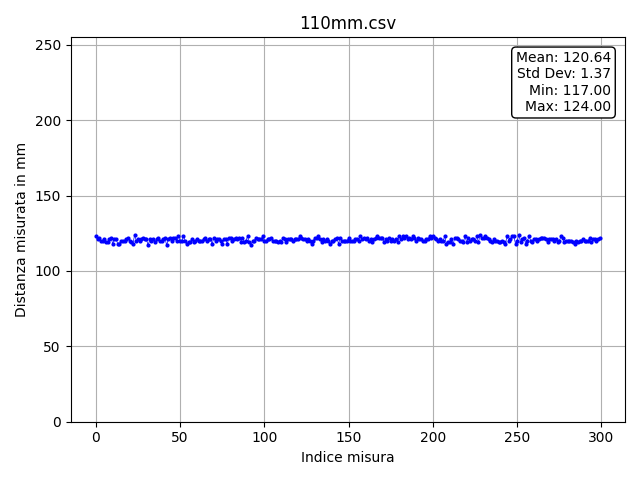 110mm.csv
Mean: 120.64
Std Dev: 1.37
Min: 117.00
Max: 124.00
Distanza misurata in mm
250
200
150
100
50
0
0 50 100 150 200 250 300
Indice misura